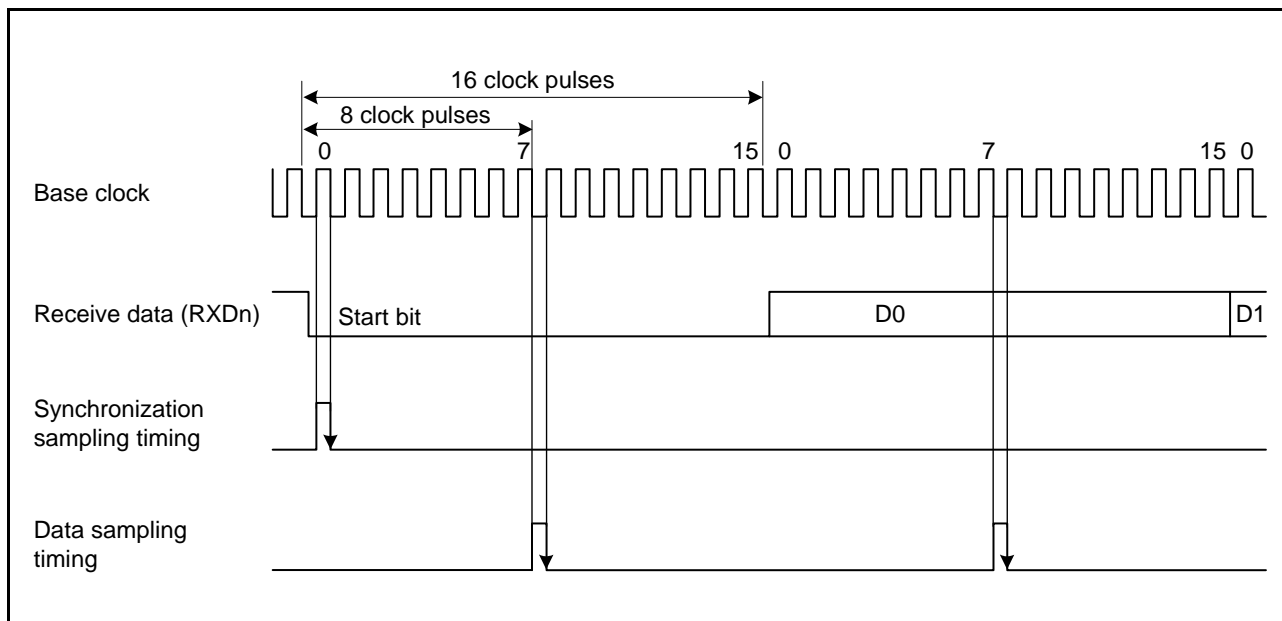 16 clock pulses
8 clock pulses
0 7 15 0 7 15 0
Base clock
Receive data (RXDn)
Start bit
D0
D1
Synchronization
sampling timing
Data sampling
timing